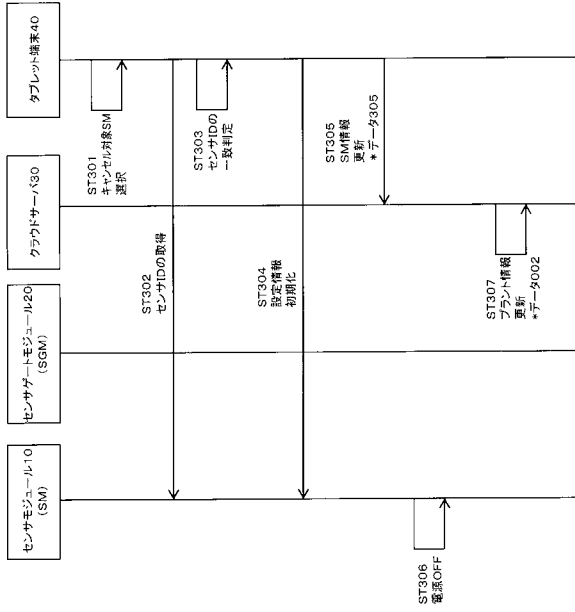 センサモジュール10
(SM)
センサゲートモジュール20
(SGM)
クラウドサーバ30
タブレット端末40
ST301
キャンセル対象SM
選択
ST302
センサIDの取得
ST303
センサIDの
一致判定
ST304
設定情報
初期化
ST305
SM情報
更新
*データ305
ST306
電源OFF
ST307
プラント情報
更新
*データ002